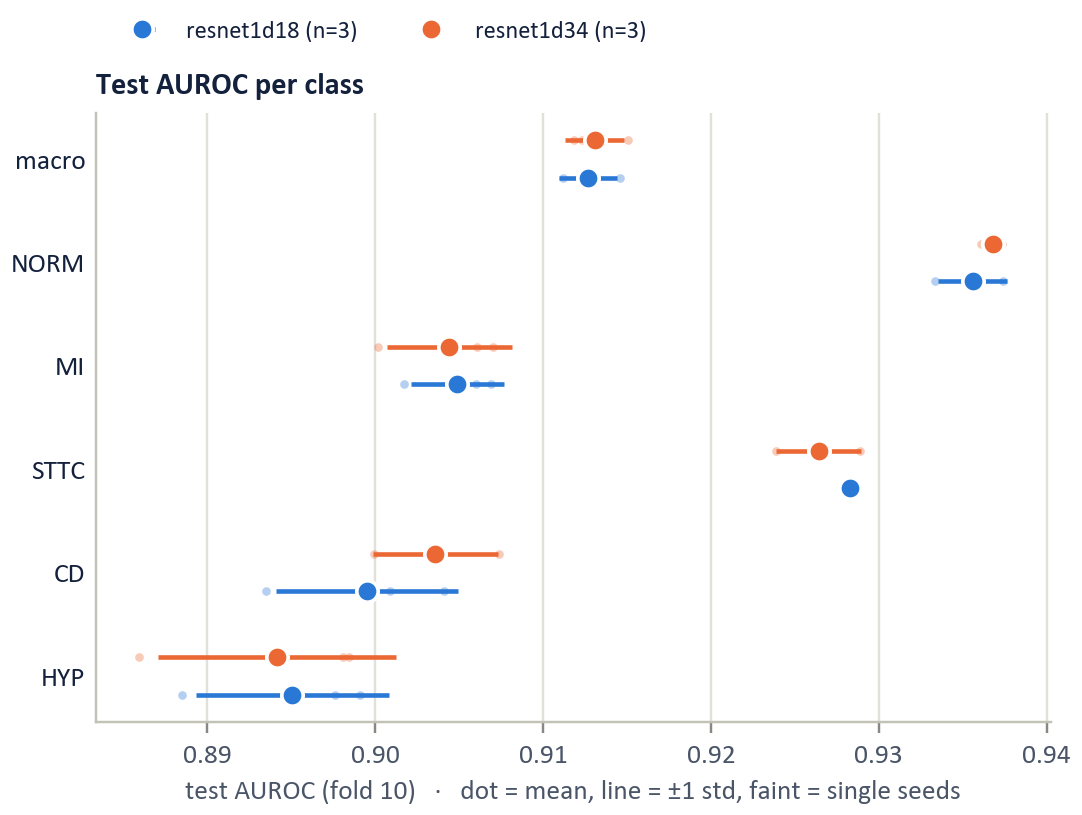 resnet1d18 (n=3) resnet1d34 (n=3)
Test AUROC per class
macro
NORM
MI
STTC
CD
HYP
0.89 0.90 0.91 0.92 0.93 0.94
test AUROC (fold 10) · dot = mean, line = ±1 std, faint = single seeds